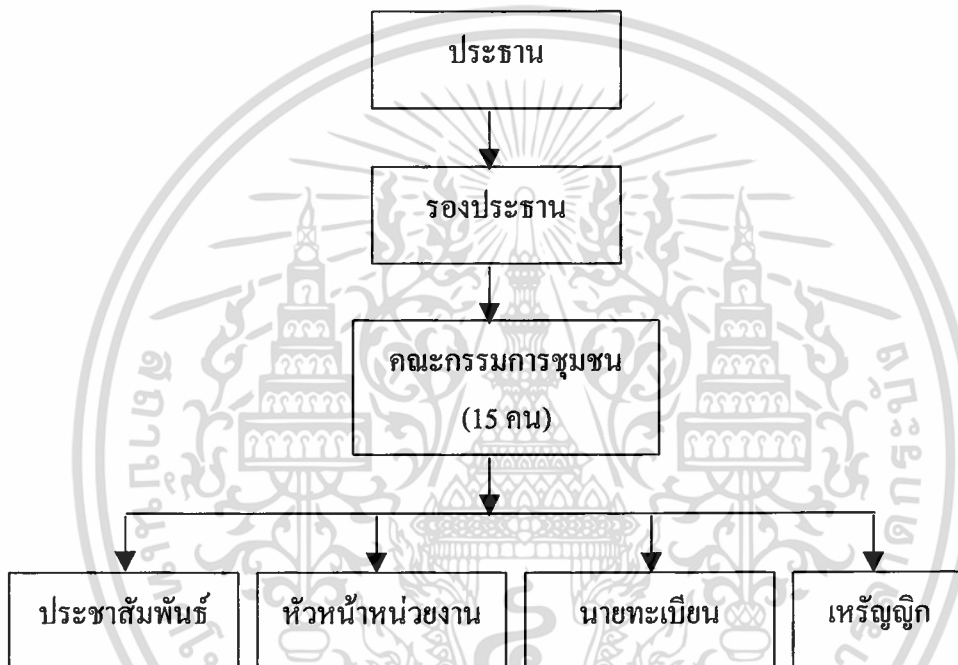 ประธาน
รองประธาน
คณะกรรมการชุมชน
(15 คน)
ประชาสัมพันธ์
หัวหน้าหน่วยงาน
นายทะเบียน
เหรัญญิก